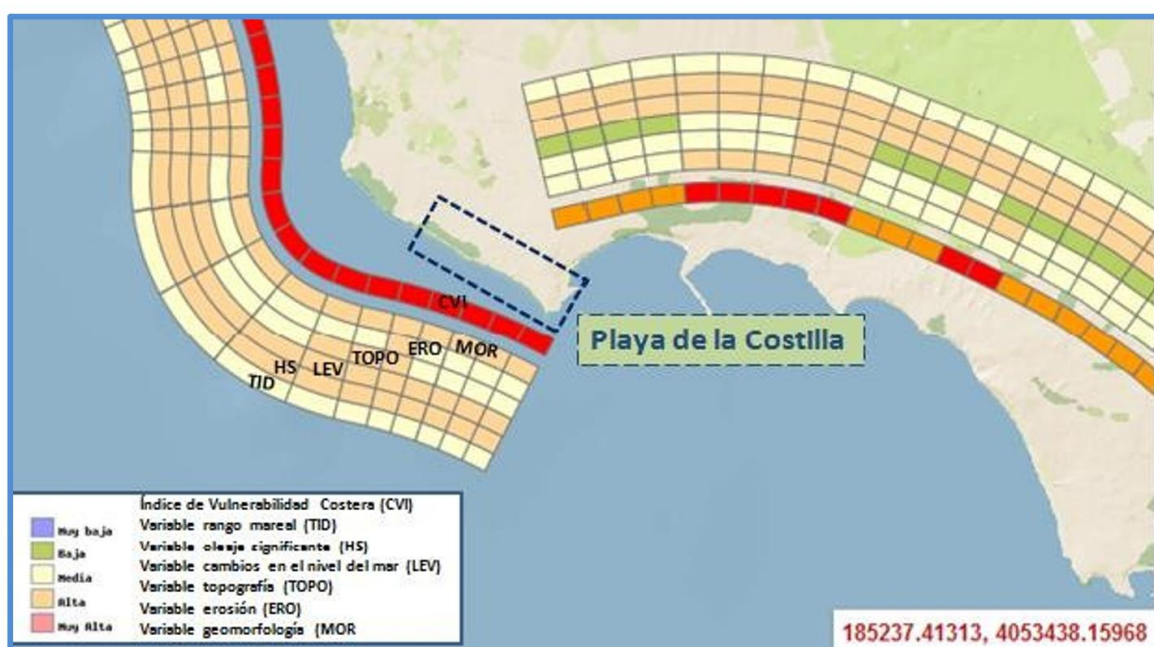 CVI
Playa de la Costilla
MOR
ERO
TOPO
LEV
HS
TID
Muy baja
Baja
Media
Alta
Muy Alta
Índice de Vulnerabilidad Costera (CVI)
Variable rango mareal (TID)
Variable oleaje significante (HS)
Variable cambios en el nivel del mar (LEV)
Variable topografía (TOPO)
Variable erosión (ERO)
Variable geomorfología (MOR
185237.41313, 4053438.15968